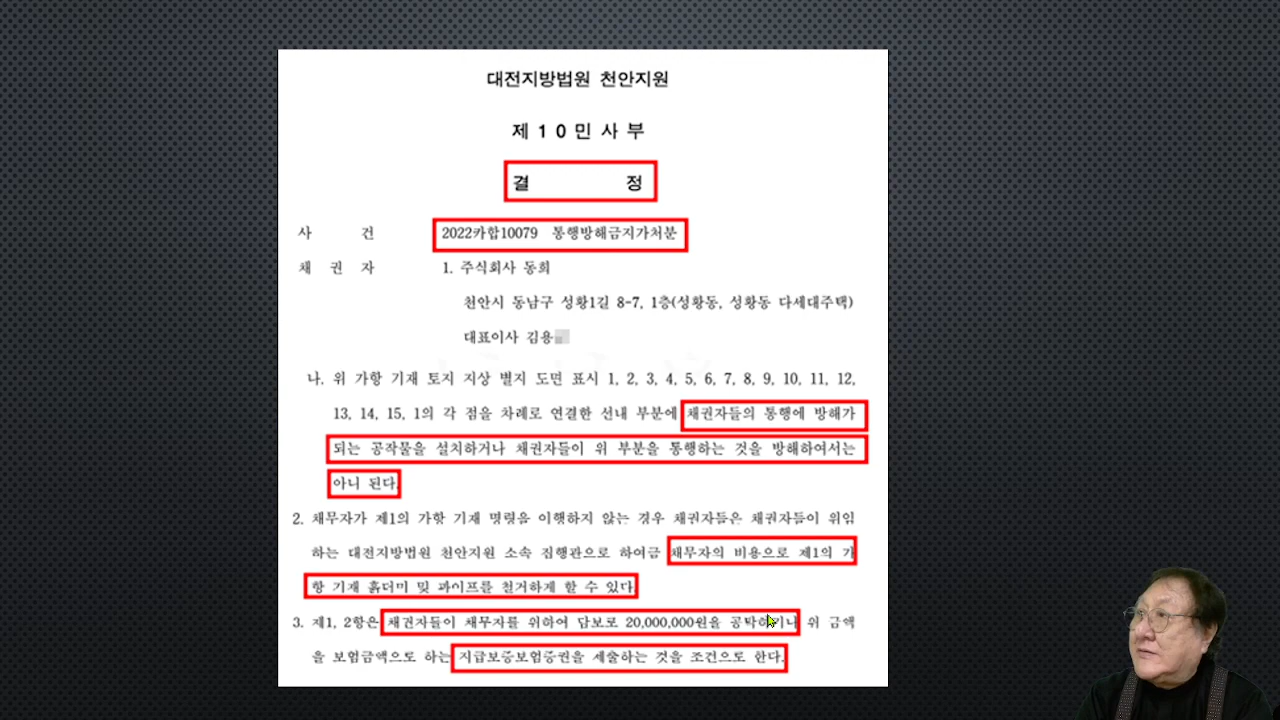 대전지방법원 천안지원
제 1 0 민 사 부
결 정
사 건 2022카합10079 통행방해금지가처분
채 권 자 1. 주식회사 동희
천안시 동남구 성황1길 8-7, 1층(성황동, 성황동 다세대주택)
대표이사 김용
나. 위 가항 기재 토지 지상 별지 도면 표시 1, 2, 3, 4, 5, 6, 7, 8, 9, 10, 11, 12,
13, 14, 15, 1의 각 점을 차례로 연결한 선내 부분에 채권자들의 통행에 방해가
되는 공작물을 설치하거나 채권자들이 위 부분을 통행하는 것을 방해하여서는
아니 된다.
2. 채무자가 제1의 가항 기재 명령을 이행하지 않는 경우 채권자들은 채권자들이 위임
하는 대전지방법원 천안지원 소속 집행관으로 하여금 채무자의 비용으로 제1의 가
항 기재 흙더미 및 파이프를 철거하게 할 수 있다.
3. 제1, 2항은 채권자들이 채무자를 위하여 담보로 20,000,000원을 공탁하거나 위 금액
을 보험금액으로 하는 지급보증보험증권을 제출하는 것을 조건으로 한다.